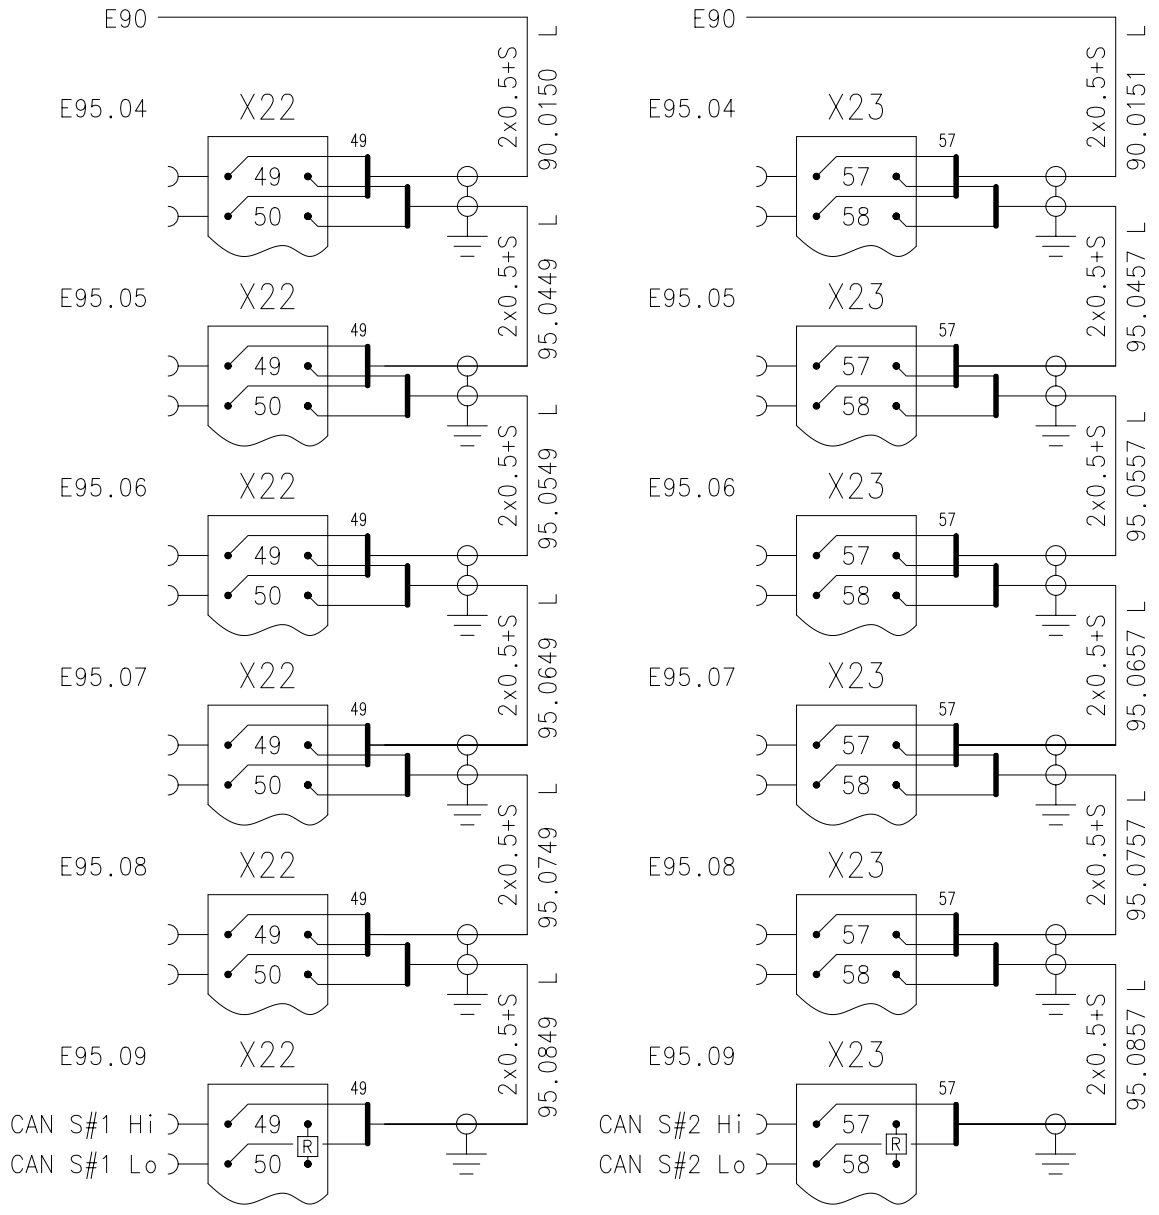 E90
2x0.5+S
90.0150 L
E95.04
X22
49
49
50
2x0.5+S
95.0449 L
E95.05
X22
49
49
50
2x0.5+S
95.0549 L
E95.06
X22
49
49
50
2x0.5+S
95.0649 L
E95.07
X22
49
49
50
2x0.5+S
95.0749 L
E95.08
X22
49
49
50
2x0.5+S
95.0849 L
E95.09
X22
49
CAN S#1 Hi
49
R
CAN S#1 Lo
50
E90
2x0.5+S
90.0151 L
E95.04
X23
57
57
58
2x0.5+S
95.0457 L
E95.05
X23
57
57
58
2x0.5+S
95.0557 L
E95.06
X23
57
57
58
2x0.5+S
95.0657 L
E95.07
X23
57
57
58
2x0.5+S
95.0757 L
E95.08
X23
57
57
58
2x0.5+S
95.0857 L
E95.09
X23
57
CAN S#2 Hi
57
R
CAN S#2 Lo
58